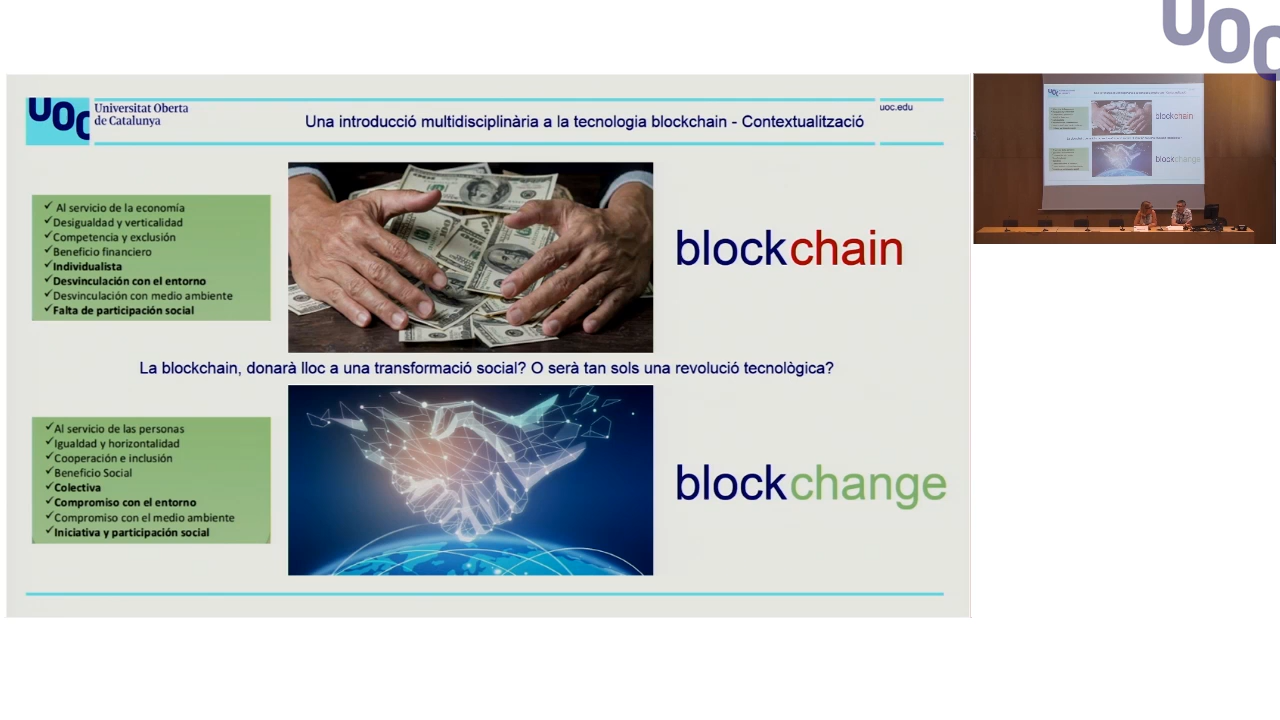 UOC
UOC
Universitat Oberta
de Catalunya
Una introducció multidisciplinària a la tecnologia blockchain - Contextualització
uoc.edu
✓ Al servicio de la economía
✓Desigualdad y verticalidad
✓Competencia y exclusión
✓Beneficio financiero
✓Individualista
✓Desvinculación con el entorno
✓Desvinculación con medio ambiente
✓Falta de participación social
blockchain
La blockchain, donarà lloc a una transformació social? O serà tan sols una revolució tecnològica?
✓Al servicio de las personas
✓Igualdad y horizontalidad
✓Cooperación e inclusión
✓Beneficio Social
✓Colectiva
✓Compromiso con el entorno
✓Compromiso con el medio ambiente
✓Iniciativa y participación social
blockchange
blockchain
blockchange